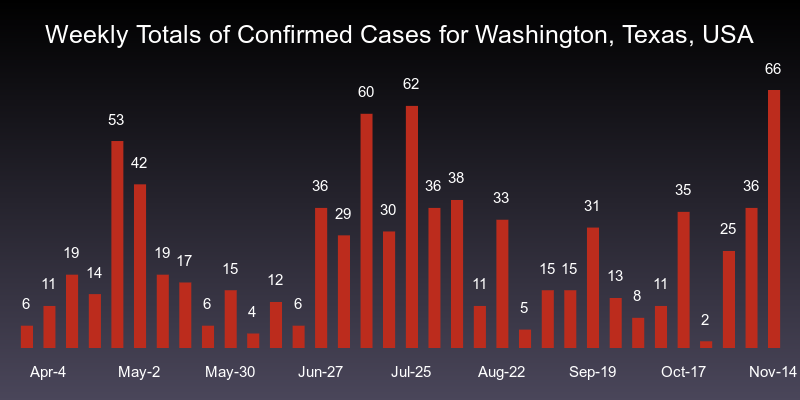 Weekly Totals of Confirmed Cases for Washington, Texas, USA
6 11 19 14 53 42 19 17 6 15 4 12 6 36 29 60 30 62 36 38 11 33 5 15 15 31 13 8 11 35 2 25 36 66
Apr-4 May-2 May-30 Jun-27 Jul-25 Aug-22 Sep-19 Oct-17 Nov-14